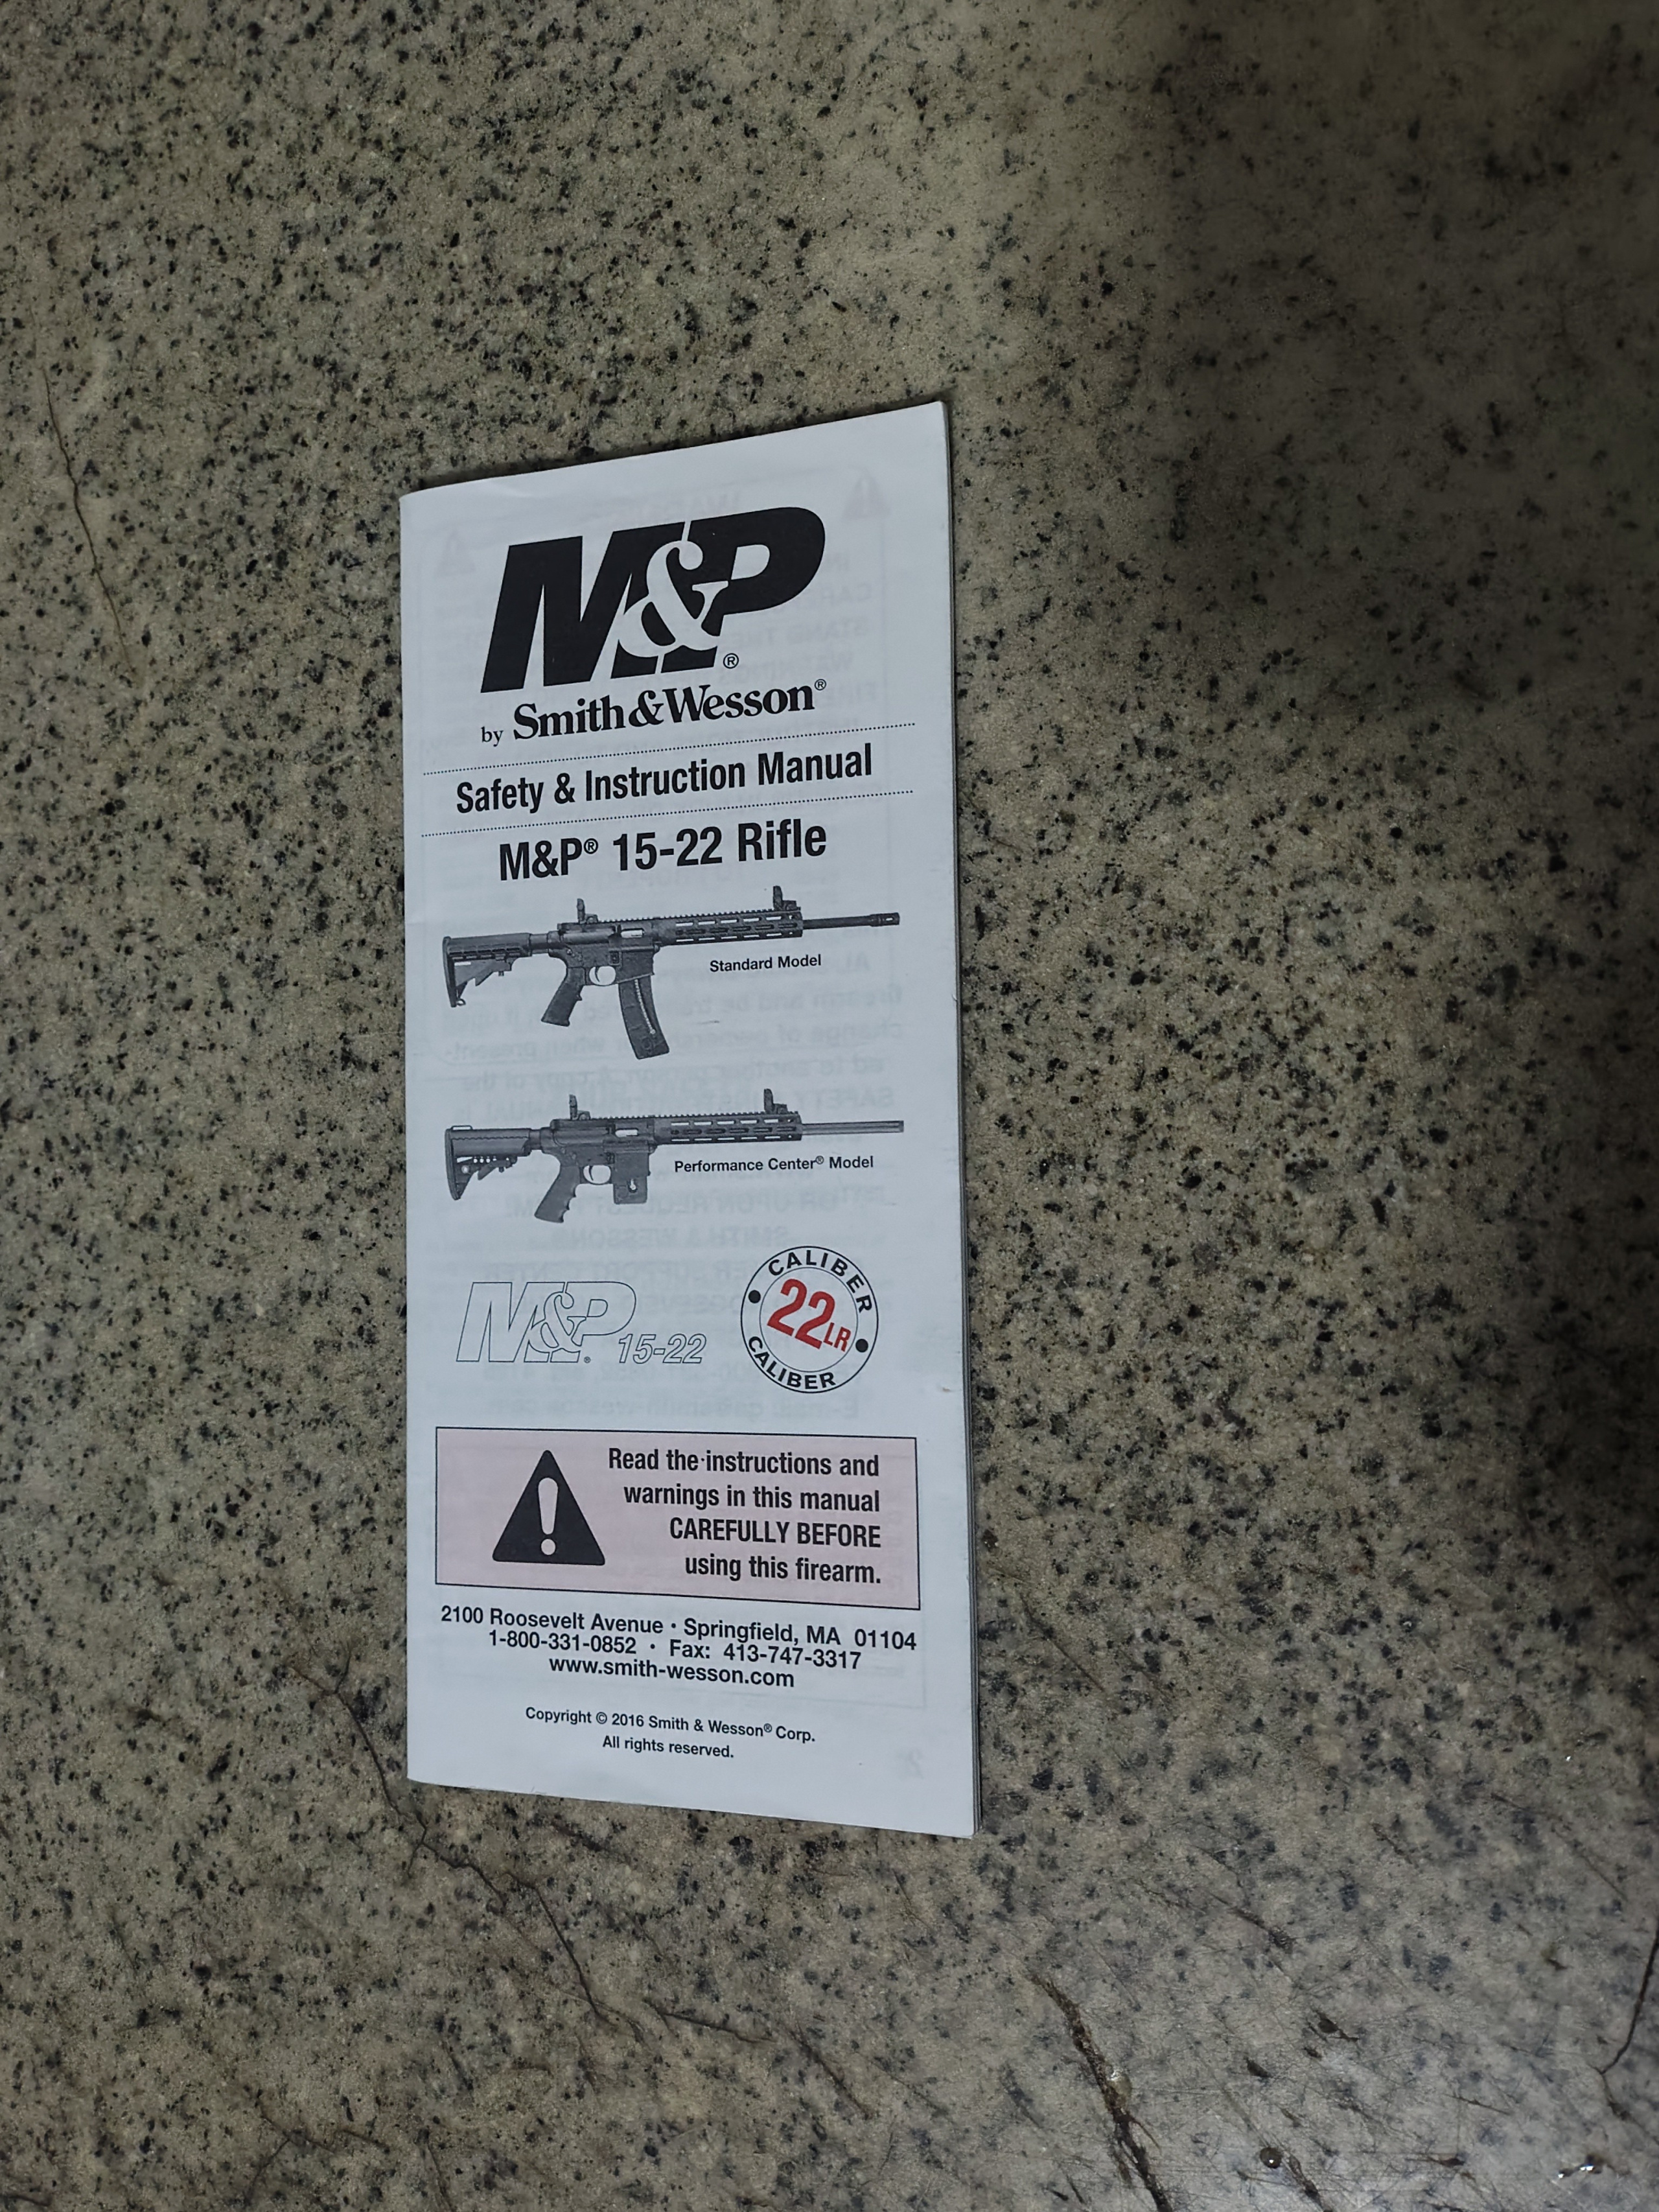 M&P®
by Smith&Wesson®
Safety & Instruction Manual
M&P® 15-22 Rifle
Standard Model
Performance Center® Model
M&P® 15-22
CALIBER
22LR
CALIBER
Read the instructions and
warnings in this manual
CAREFULLY BEFORE
using this firearm.
2100 Roosevelt Avenue · Springfield, MA 01104
1-800-331-0852 · Fax: 413-747-3317
www.smith-wesson.com
Copyright © 2016 Smith & Wesson® Corp.
All rights reserved.